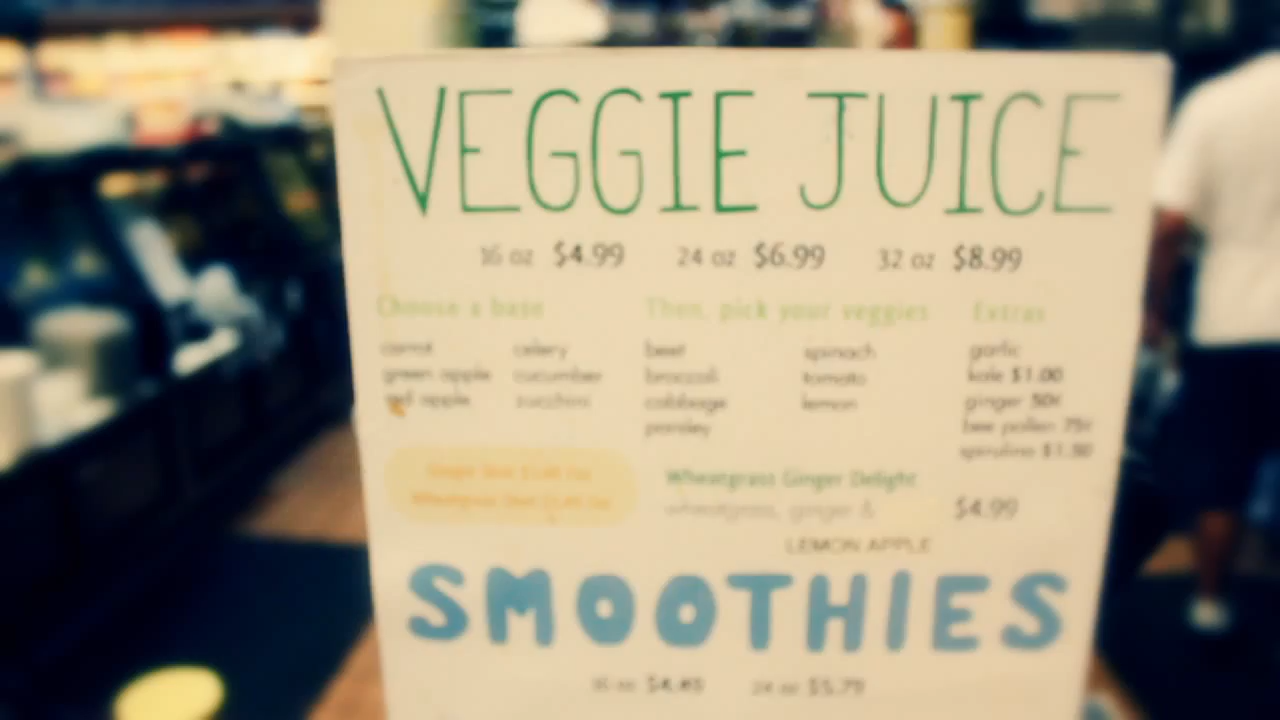 VEGGIE JUICE
16 oz $4.99 24 oz $6.99 32 oz $8.99
Choose a base Then, pick your veggies Extras
carrot celery beet spinach garlic
green apple cucumber broccoli tomato kale $1.00
red apple zucchini cabbage lemon ginger 50¢
parsley bee pollen 75¢
spirulina $1.50
Wheatgrass Ginger Delight
wheatgrass, ginger & $4.99
LEMON APPLE
SMOOTHIES
16 oz 24 oz $5.79